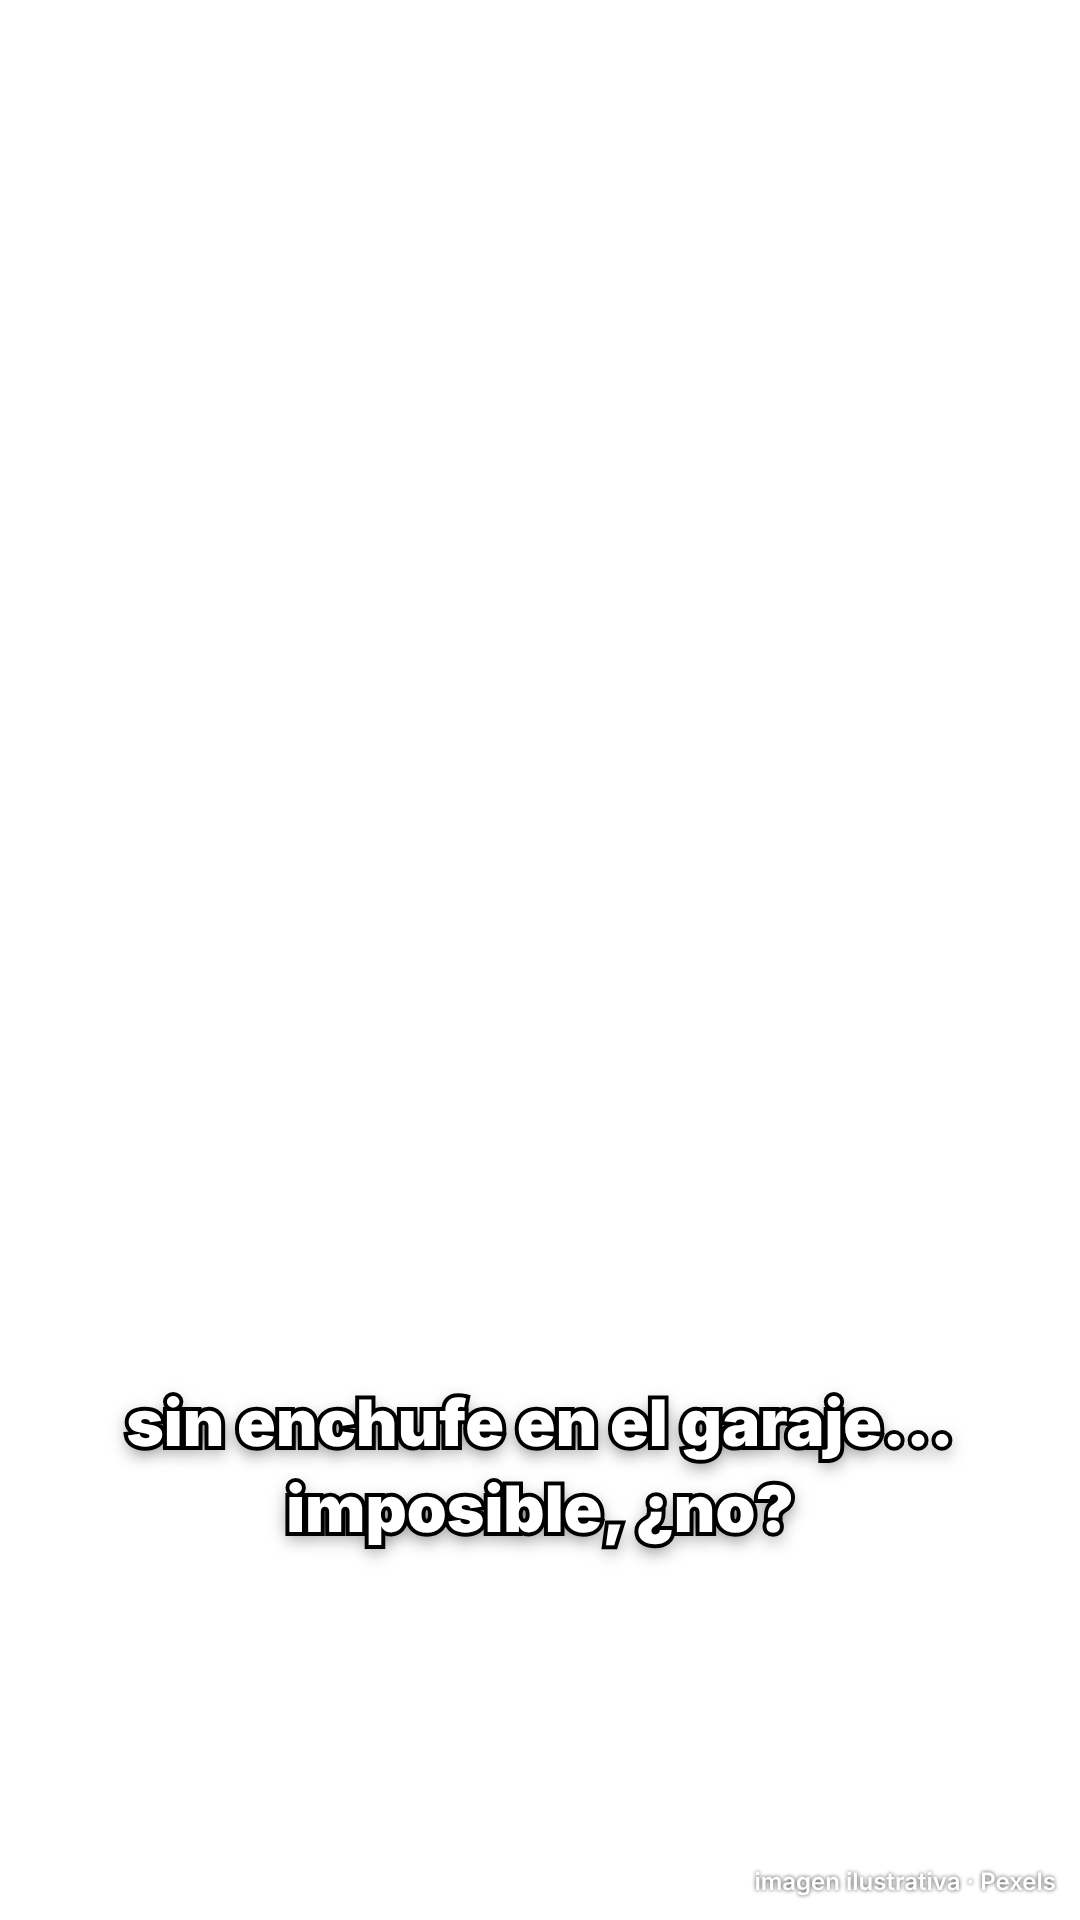 sin enchufe en el garaje...
imposible, ¿no?
imagen ilustrativa · Pexels